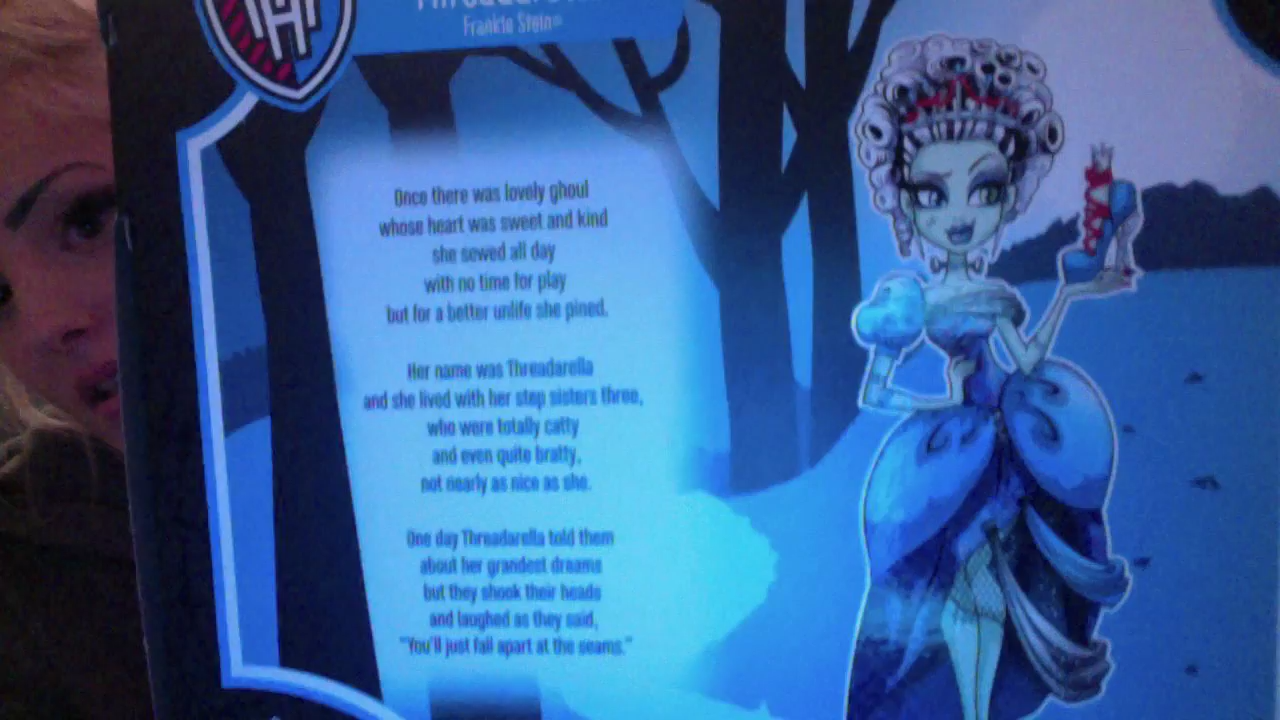 Frankie Stein
Once there was lovely ghoul
whose heart was sweet and kind
she sewed all day
with no time for play
but for a better unlife she pined.
Her name was Threadarella
and she lived with her step sisters three,
who were totally catty
and even quite bratty,
not nearly as nice as she.
One day Threadarella told them
about her grandest dreams
but they shook their heads
and laughed as they said,
"You'll just fall apart at the seams."